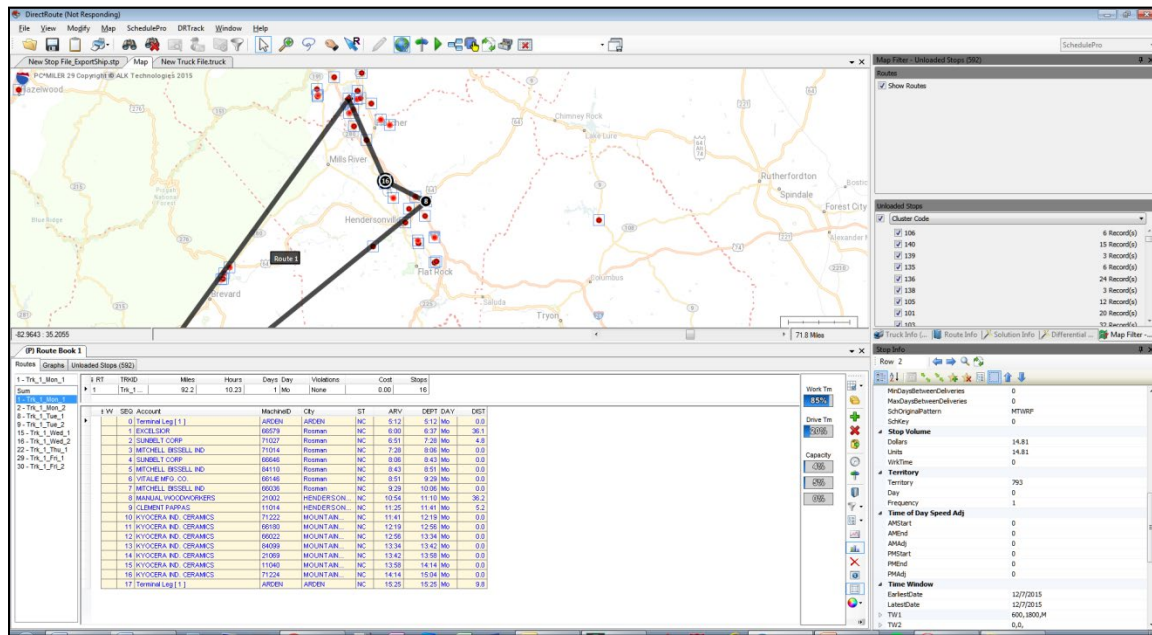 DirectRoute (Not Responding)
File View Modify Map SchedulePro DRTrack Window Help
SchedulePro
New Stop File_ExportShip.stp Map New Truck File.truck
PC*MILER 29 Copyright © ALK Technologies 2015
Hazelwood
Mills River
Chimney Rock
Lake Lure
Rutherfordton
Spindale
Forest City
Pisgah National Forest
Blue Ridge
Hendersonville
Route 1
Flat Rock
Brevard
Columbus
Saluda
Tryon
16
8
-82.9643 : 35.2055
71.8 Miles
Map Filter - Unloaded Stops (592)
Routes
Show Routes
Unloaded Stops
Cluster Code
106 6 Record(s)
140 15 Record(s)
139 3 Record(s)
135 6 Record(s)
136 24 Record(s)
138 3 Record(s)
105 12 Record(s)
101 20 Record(s)
103 32 Record(s)
Truck Info (... Route Info Solution Info Differential ... Map Filter -...
(P) Route Book 1
Routes Graphs Unloaded Stops (592)
1 - Trk_1_Mon_1
Sum
1 - Trk_1_Mon_1
2 - Trk_1_Mon_2
8 - Trk_1_Tue_1
9 - Trk_1_Tue_2
15 - Trk_1_Wed_1
16 - Trk_1_Wed_2
22 - Trk_1_Thu_1
29 - Trk_1_Fri_1
30 - Trk_1_Fri_2
RT TRKID Miles Hours Days Day Violations Cost Stops
1 Trk_1... 92.2 10.23 1 Mo None 0.00 16
W SEQ Account MachineID City ST ARV DEPT DAY DIST
0 Terminal Leg [ 1 ] ARDEN ARDEN NC 5:12 5:12 Mo 0.0
1 EXCELSIOR 66579 Rosman NC 6:00 6:37 Mo 36.1
2 SUNBELT CORP 71027 Rosman NC 6:51 7:28 Mo 4.8
3 MITCHELL BISSELL IND 71014 Rosman NC 7:28 8:06 Mo 0.0
4 SUNBELT CORP 66646 Rosman NC 8:06 8:43 Mo 0.0
5 MITCHELL BISSELL IND 84110 Rosman NC 8:43 8:51 Mo 0.0
6 VITALIE MFG. CO. 66146 Rosman NC 8:51 9:29 Mo 0.0
7 MITCHELL BISSELL IND 66036 Rosman NC 9:29 10:06 Mo 0.0
8 MANUAL WOODWORKERS 21002 HENDERSON... NC 10:54 11:10 Mo 36.2
9 CLEMENT PAPPAS 11014 HENDERSON... NC 11:25 11:41 Mo 5.2
10 KYOCERA IND. CERAMICS 71222 MOUNTAIN... NC 11:41 12:19 Mo 0.0
11 KYOCERA IND. CERAMICS 66180 MOUNTAIN... NC 12:19 12:56 Mo 0.0
12 KYOCERA IND. CERAMICS 66022 MOUNTAIN... NC 12:56 13:34 Mo 0.0
13 KYOCERA IND. CERAMICS 84099 MOUNTAIN... NC 13:34 13:42 Mo 0.0
14 KYOCERA IND. CERAMICS 21069 MOUNTAIN... NC 13:42 13:58 Mo 0.0
15 KYOCERA IND. CERAMICS 11040 MOUNTAIN... NC 13:58 14:14 Mo 0.0
16 KYOCERA IND. CERAMICS 71224 MOUNTAIN... NC 14:14 15:04 Mo 0.0
17 Terminal Leg [ 1 ] ARDEN ARDEN NC 15:25 15:25 Mo 9.8
Work Tm
85%
Drive Tm
20%
Capacity
4%
5%
0%
Stop Info
Row 2
MinDaysBetweenDeliveries 0
MaxDaysBetweenDeliveries 0
SchOriginalPattern MTWRF
SchKey 0
Stop Volume
Dollars 14.81
Units 14.81
WrkTime 0
Territory
Territory 793
Day 0
Frequency 1
Time of Day Speed Adj
AMStart 0
AMEnd 0
AMAdj 0
PMStart 0
PMEnd 0
PMAdj 0
Time Window
EarliestDate 12/7/2015
LatestDate 12/7/2015
TW1 600,1800,M
TW2 0,0,